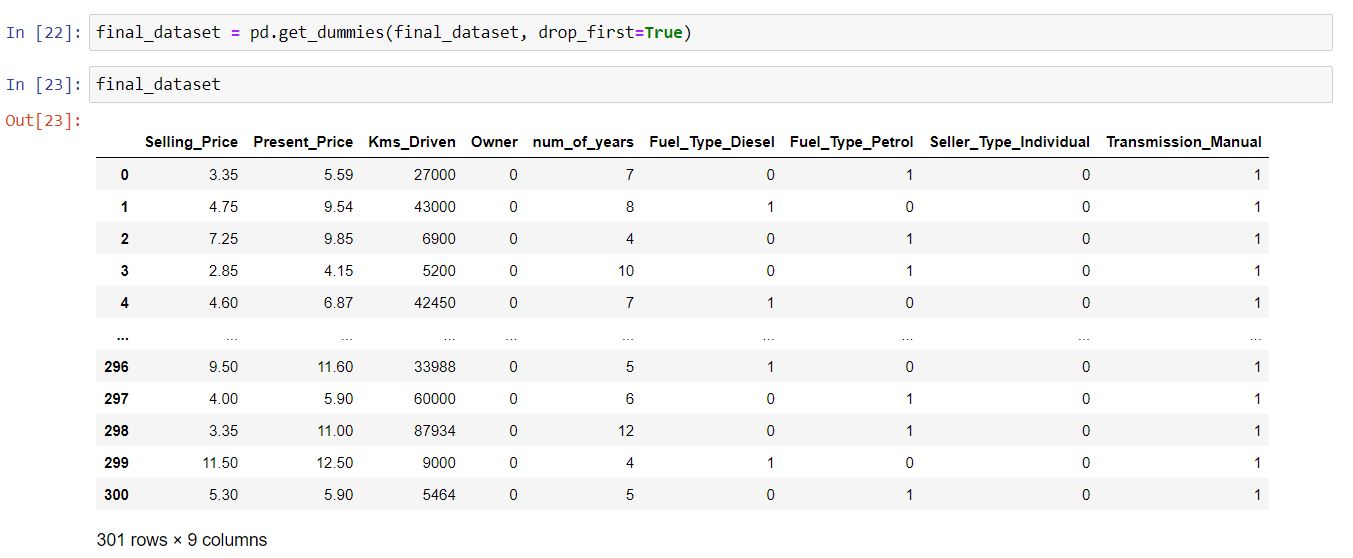 In [22]: final_dataset = pd.get_dummies(final_dataset, drop_first=True)
In [23]: final_dataset
Out[23]:
Selling_Price Present_Price Kms_Driven Owner num_of_years Fuel_Type_Diesel Fuel_Type_Petrol Seller_Type_Individual Transmission_Manual
0 3.35 5.59 27000 0 7 0 1 0 1
1 4.75 9.54 43000 0 8 1 0 0 1
2 7.25 9.85 6900 0 4 0 1 0 1
3 2.85 4.15 5200 0 10 0 1 0 1
4 4.60 6.87 42450 0 7 1 0 0 1
... ... ... ... ... ... ... ... ... ...
296 9.50 11.60 33988 0 5 1 0 0 1
297 4.00 5.90 60000 0 6 0 1 0 1
298 3.35 11.00 87934 0 12 0 1 0 1
299 11.50 12.50 9000 0 4 1 0 0 1
300 5.30 5.90 5464 0 5 0 1 0 1
301 rows × 9 columns